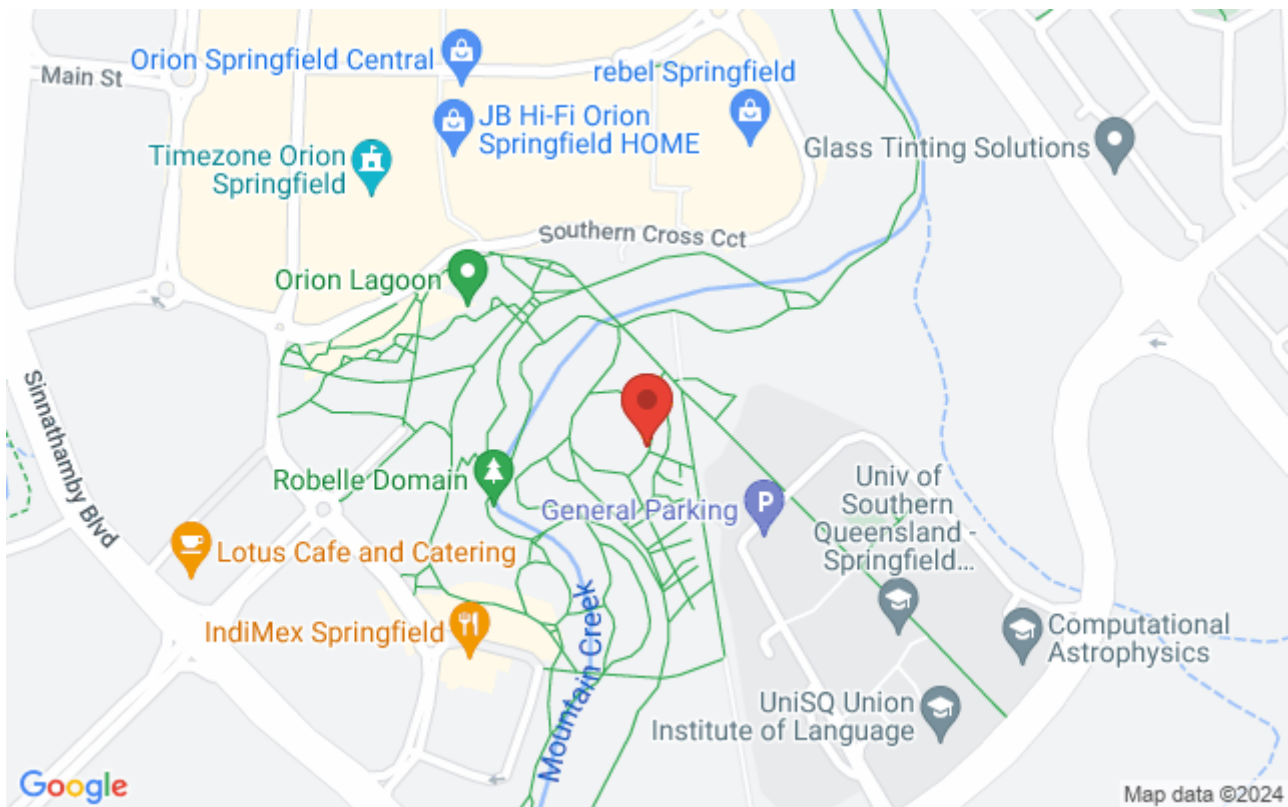 Orion Springfield Central
rebel Springfield
Main St
JB Hi-Fi Orion
Springfield HOME
Glass Tinting Solutions
Timezone Orion
Springfield
Southern Cross Cct
Orion Lagoon
Sinnathamby Blvd
Robelle Domain
General Parking
P
Univ of
Southern
Queensland -
Springfield...
Lotus Cafe and Catering
IndiMex Springfield
Mountain Creek
Computational
Astrophysics
UniSQ Union
Institute of Language
Google
Map data ©2024